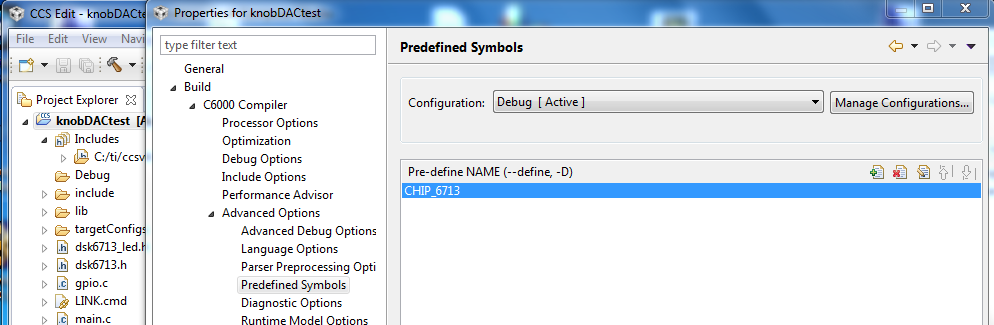 CCS Edit - knobDACtest
File Edit View Navi
Project Explorer
knobDACtest [A
Includes
C:/ti/ccsv
Debug
include
lib
targetConfigs
dsk6713_led.h
dsk6713.h
gpio.c
LINK.cmd
main.c
Properties for knobDACtest
type filter text
General
Build
C6000 Compiler
Processor Options
Optimization
Debug Options
Include Options
Performance Advisor
Advanced Options
Advanced Debug Options
Language Options
Parser Preprocessing Opti
Predefined Symbols
Diagnostic Options
Runtime Model Options
Predefined Symbols
Configuration: Debug [ Active ] Manage Configurations...
Pre-define NAME (--define, -D)
CHIP_6713